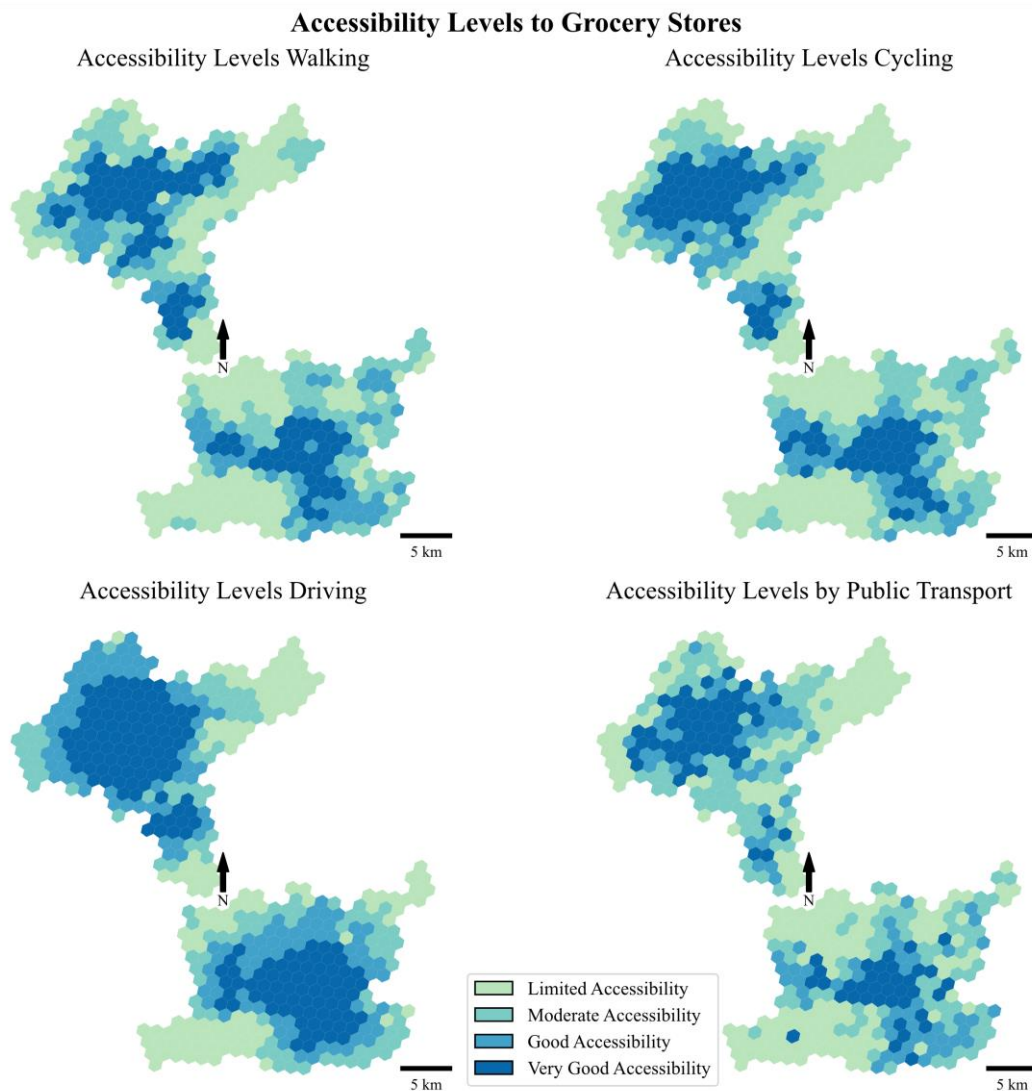 Accessibility Levels to Grocery Stores
Accessibility Levels Walking
Accessibility Levels Cycling
N
N
5 km
5 km
Accessibility Levels Driving
Accessibility Levels by Public Transport
N
N
Limited Accessibility
Moderate Accessibility
Good Accessibility
Very Good Accessibility
5 km
5 km